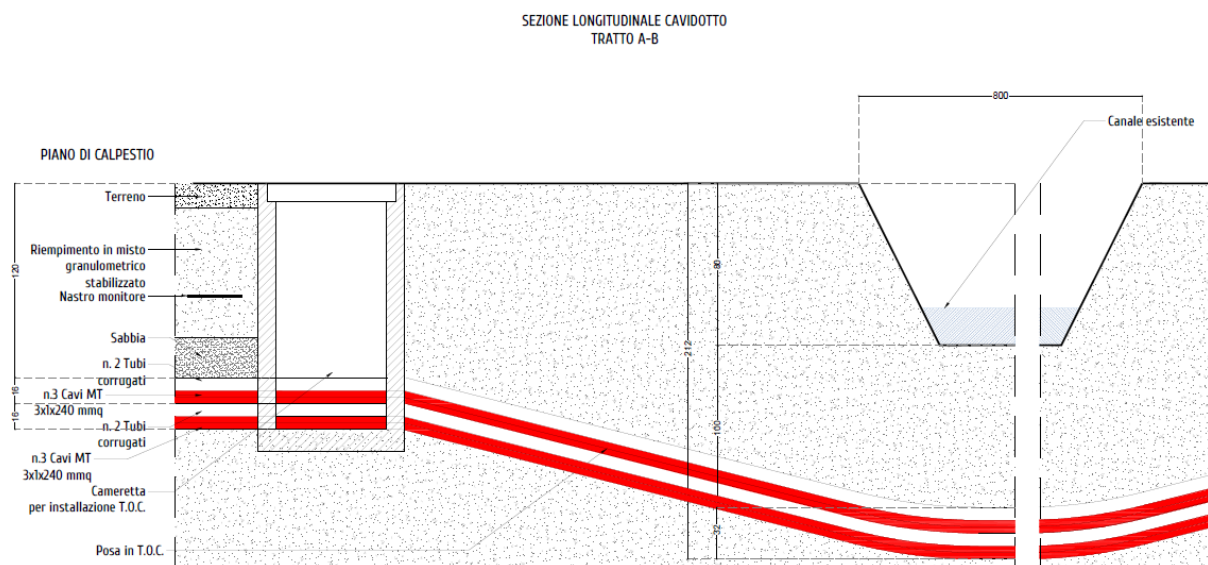 SEZIONE LONGITUDINALE CAVIDOTTO
TRATTO A-B
800
Canale esistente
PIANO DI CALPESTIO
Terreno
Riempimento in misto
granulometrico
stabilizzato
Nastro monitore
Sabbia
n. 2 Tubi
corrugati
n.3 Cavi MT
3x1x240 mmq
n. 2 Tubi
corrugati
n.3 Cavi MT
3x1x240 mmq
Cameretta
per installazione T.O.C.
Posa in T.O.C.
120
16
16
212
80
100
32